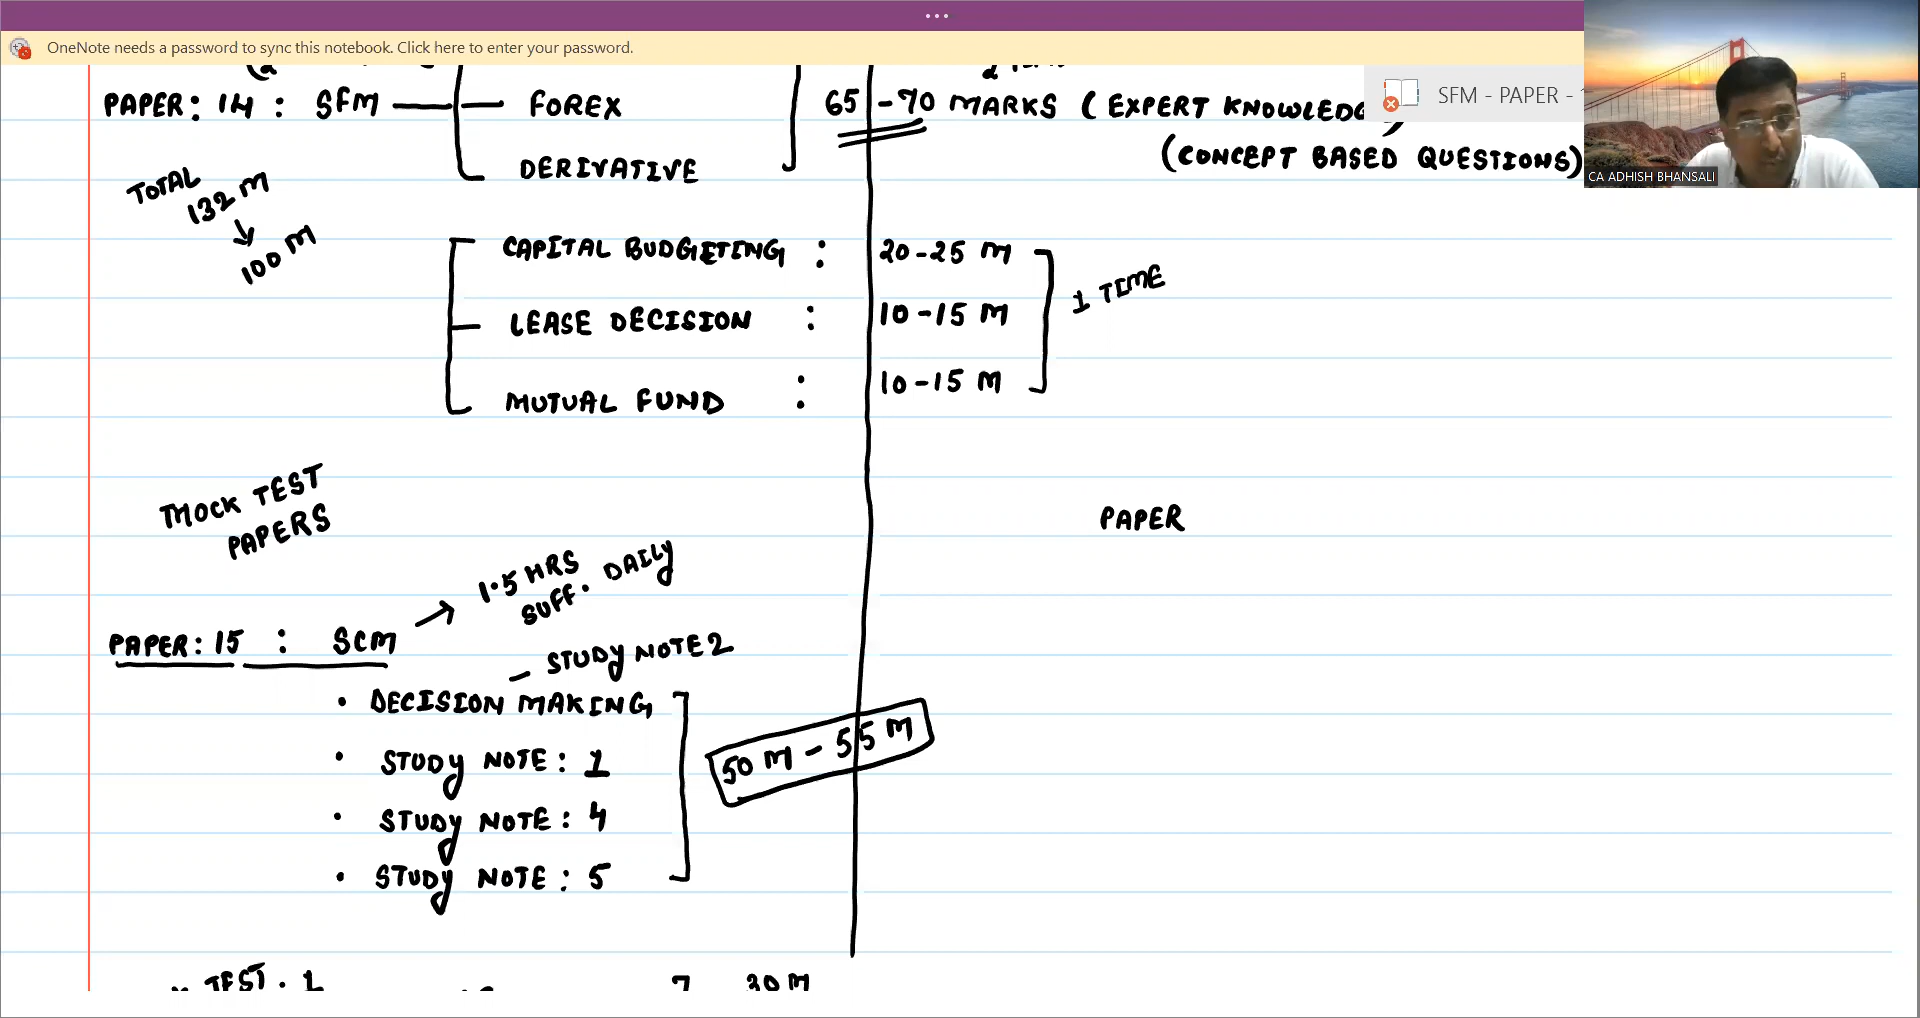 OneNote needs a password to sync this notebook. Click here to enter your password.
PAPER: 14 : SFM — FOREX 65 - 70 MARKS (EXPERT KNOWLEDG
DERIVATIVE (CONCEPT BASED QUESTIONS)
SFM - PAPER -
CA ADHISH BHANSALI
TOTAL
132 M
↓
100 M
CAPITAL BUDGETING : 20-25 M
LEASE DECISION : 10-15 M
MUTUAL FUND : 10-15 M
1 TIME
MOCK TEST
PAPERS
PAPER
PAPER: 15 : SCM → 1.5 HRS
SUFF. DAILY
- STUDY NOTE 2
• DECISION MAKING
• STUDY NOTE: 1
• STUDY NOTE: 4
• STUDY NOTE: 5
50 M - 55 M
TEST. 1
30 M